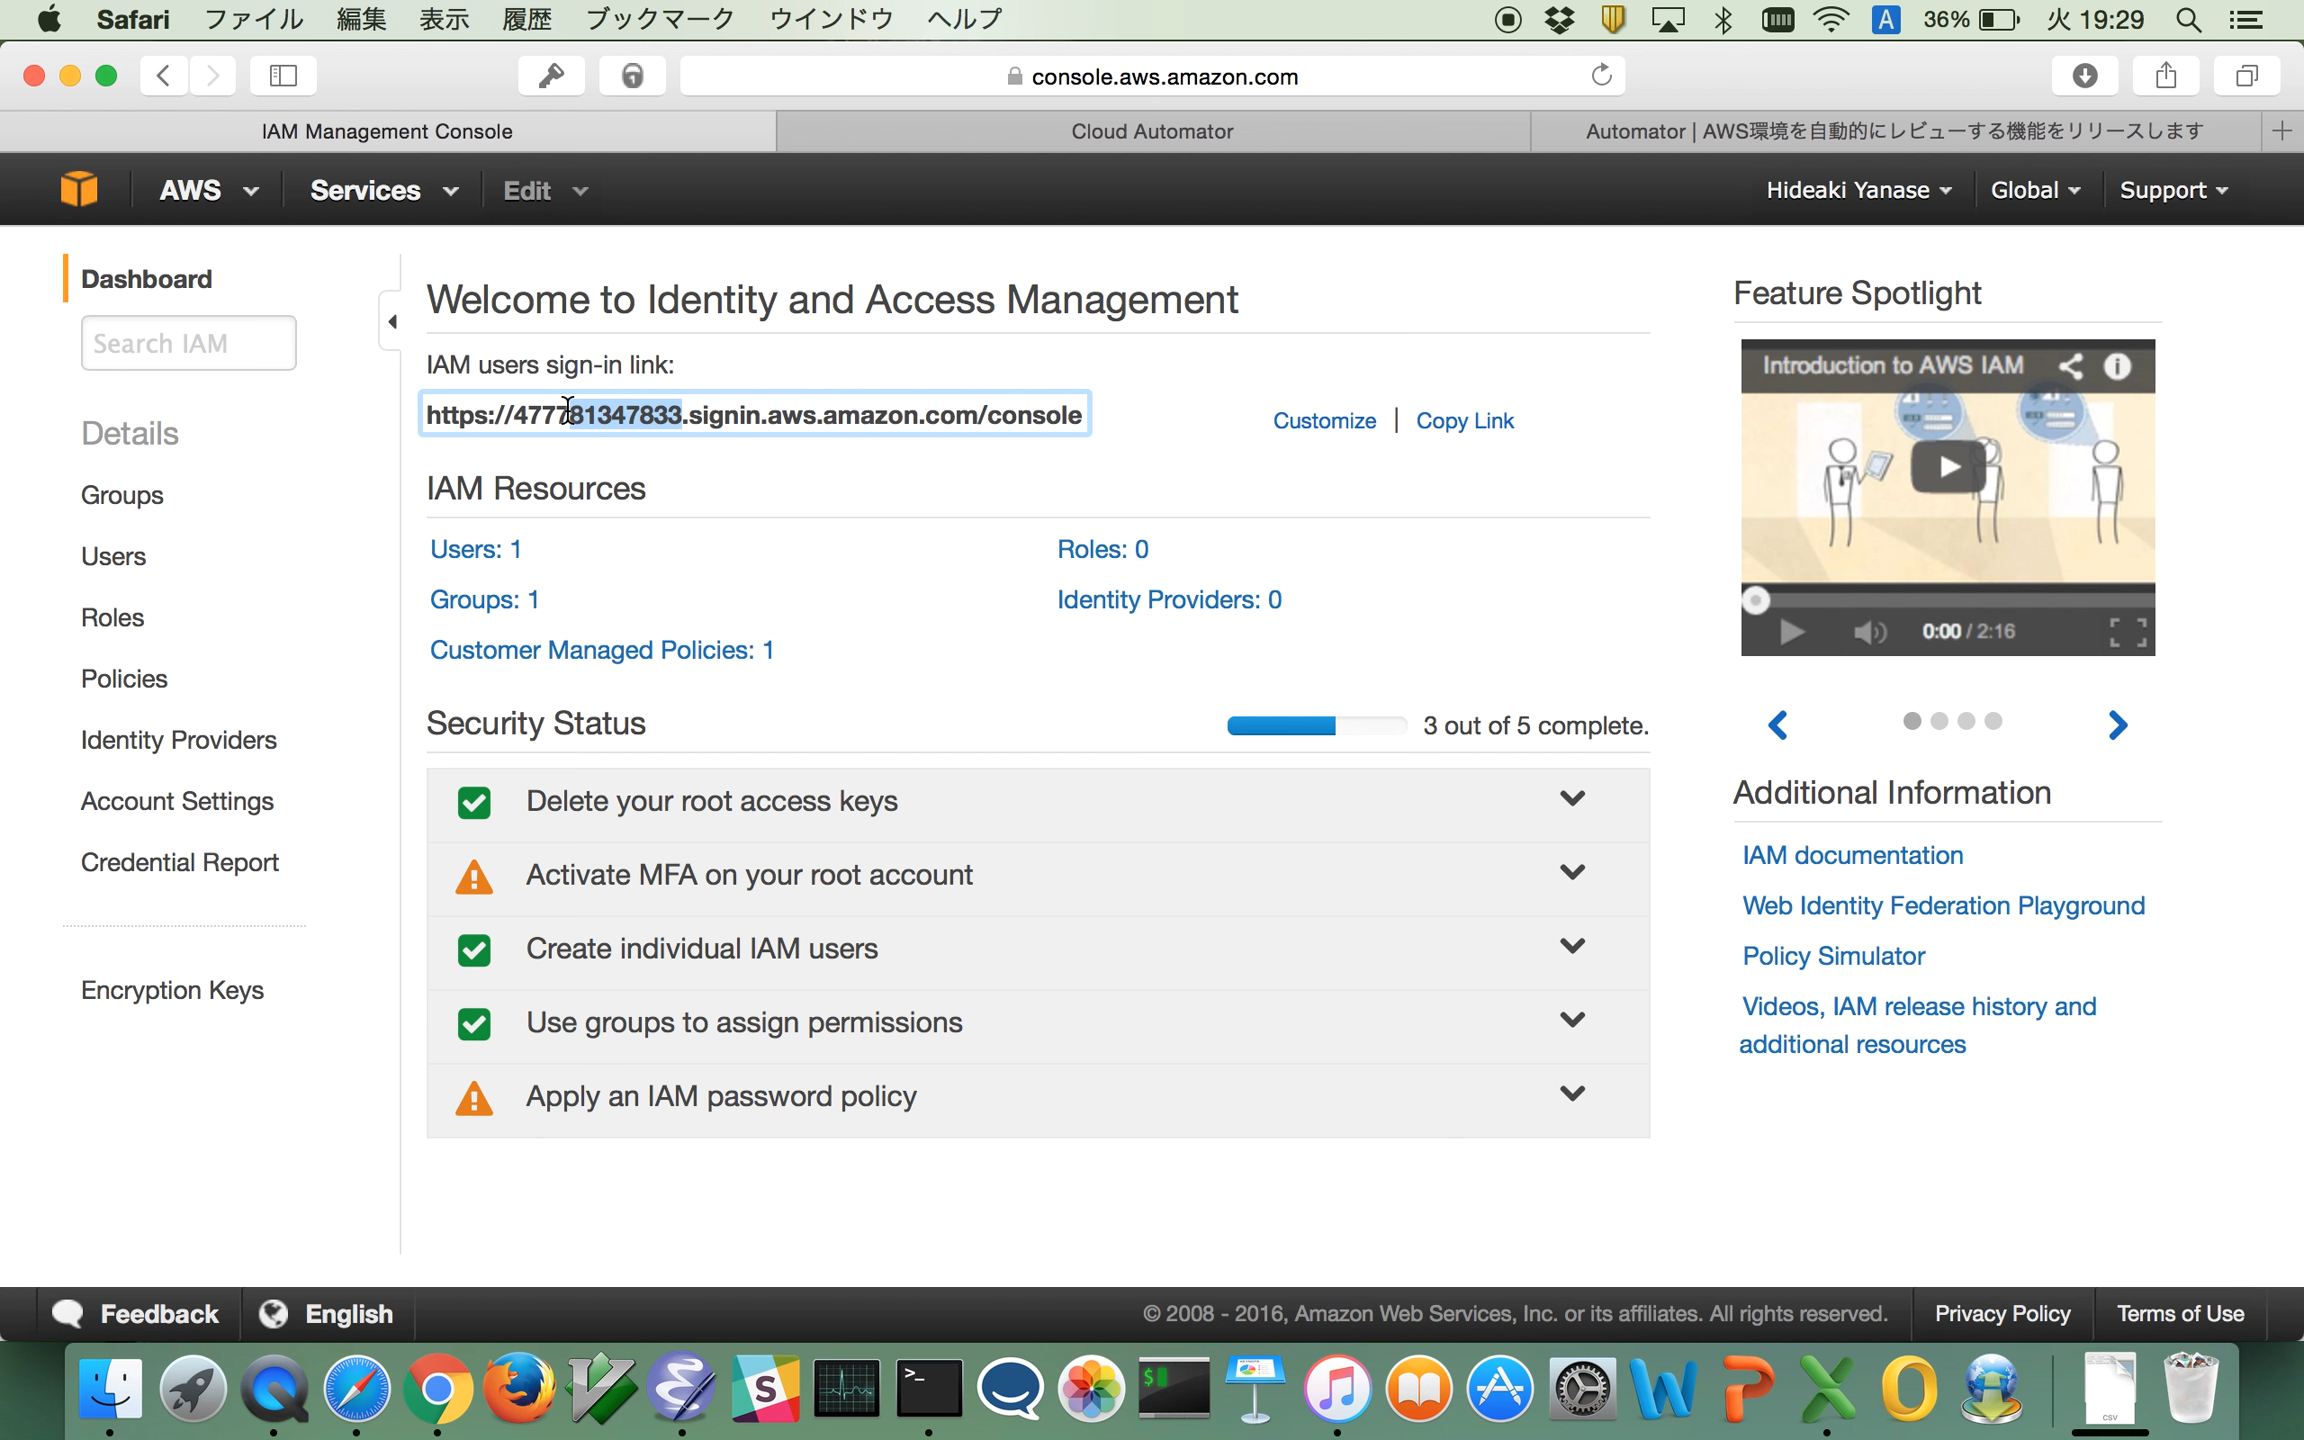 Safari ファイル 編集 表示 履歴 ブックマーク ウインドウ ヘルプ A 36% 火 19:29
console.aws.amazon.com
IAM Management Console Cloud Automator Automator | AWS環境を自動的にレビューする機能をリリースします
AWS Services Edit Hideaki Yanase Global Support
Dashboard
Search IAM
Details
Groups
Users
Roles
Policies
Identity Providers
Account Settings
Credential Report
Encryption Keys
Welcome to Identity and Access Management
IAM users sign-in link:
https://477781347833.signin.aws.amazon.com/console
Customize | Copy Link
IAM Resources
Users: 1 Roles: 0
Groups: 1 Identity Providers: 0
Customer Managed Policies: 1
Security Status 3 out of 5 complete.
Delete your root access keys
Activate MFA on your root account
Create individual IAM users
Use groups to assign permissions
Apply an IAM password policy
Feature Spotlight
Introduction to AWS IAM
0:00 / 2:16
Additional Information
IAM documentation
Web Identity Federation Playground
Policy Simulator
Videos, IAM release history and
additional resources
Feedback English © 2008 - 2016, Amazon Web Services, Inc. or its affiliates. All rights reserved. Privacy Policy Terms of Use
CSV